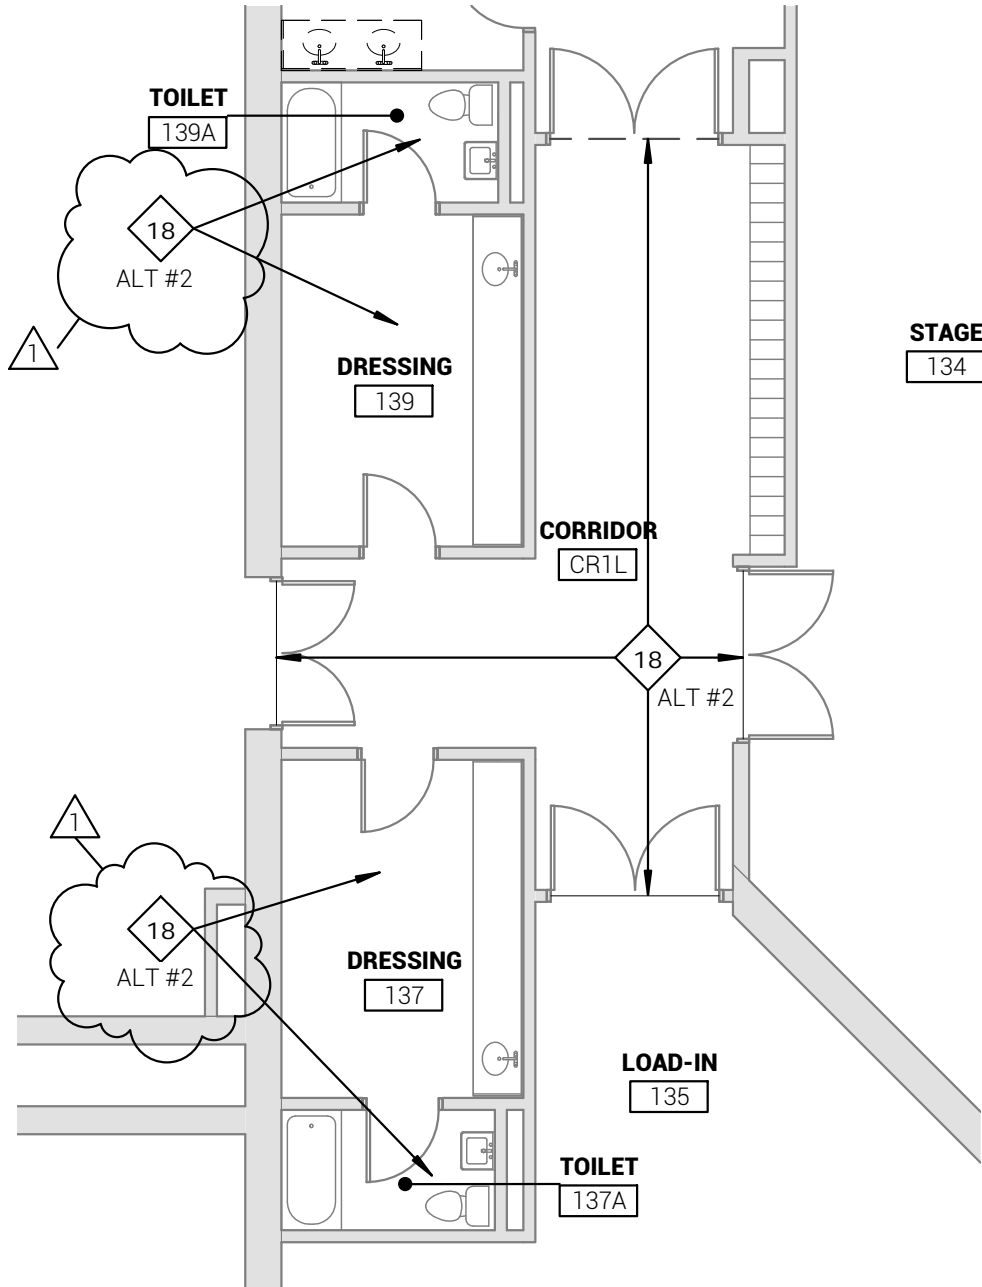 TOILET
139A
18
ALT #2
1
DRESSING
139
STAGE
134
CORRIDOR
CR1L
18
ALT #2
1
18
ALT #2
DRESSING
137
LOAD-IN
135
TOILET
137A